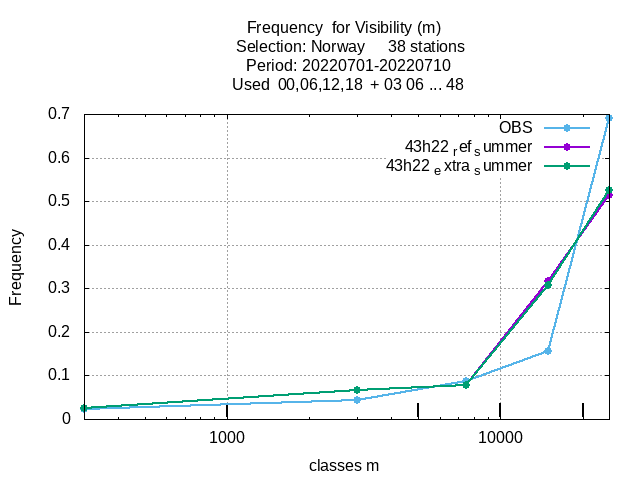 Frequency  for Visibility (m)
Selection: Norway     38 stations
Period: 20220701-20220710
Used  00,06,12,18  + 03 06 ... 48
0.7
0.6
0.5
0.4
0.3
0.2
0.1
0
Frequency
OBS
43h22 ref summer
43h22 extra summer
1000
10000
classes m